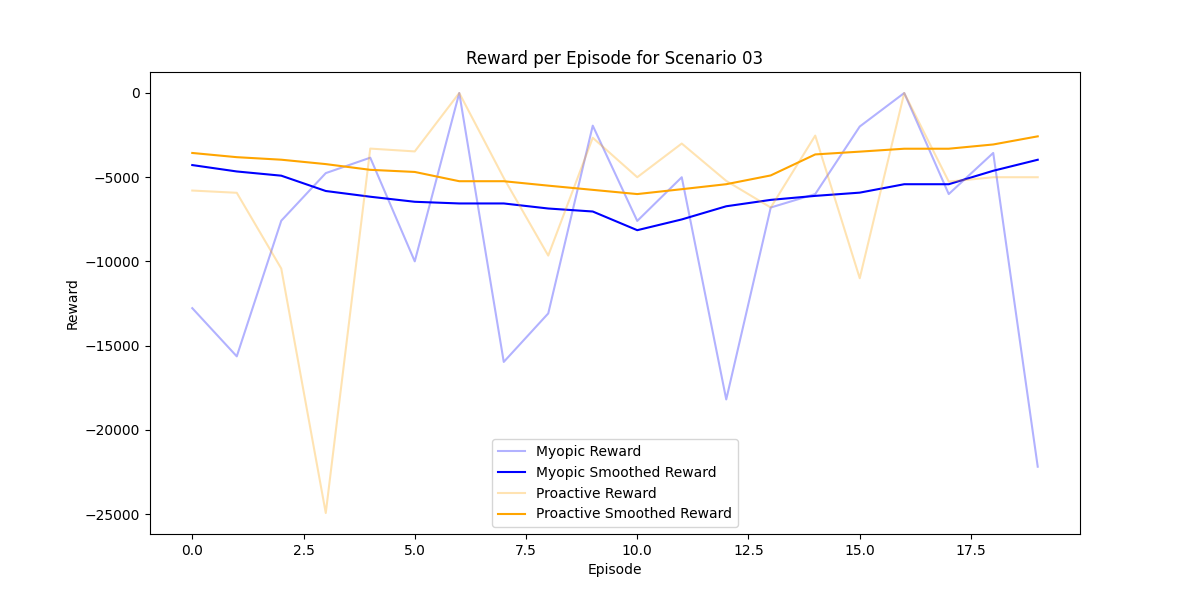 Reward per Episode for Scenario 03
Reward
0
−5000
−10000
−15000
−20000
−25000
Myopic Reward
Myopic Smoothed Reward
Proactive Reward
Proactive Smoothed Reward
0.0 2.5 5.0 7.5 10.0 12.5 15.0 17.5
Episode